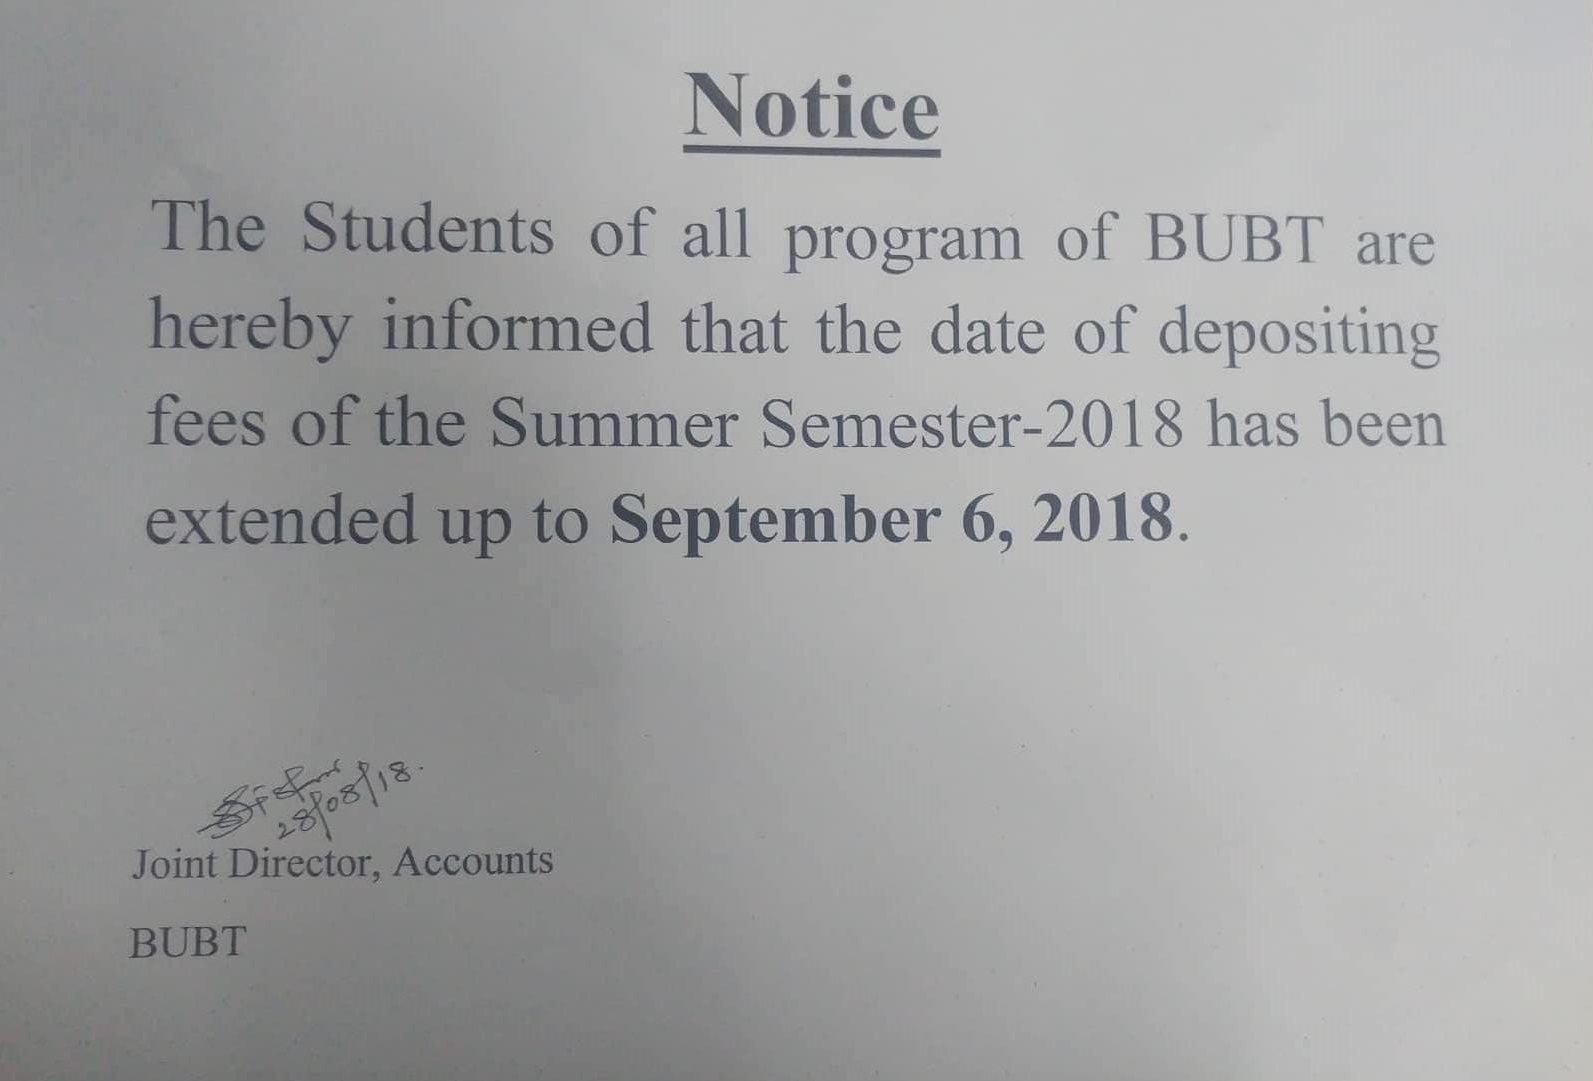 Notice
The Students of all program of BUBT are
hereby informed that the date of depositing
fees of the Summer Semester-2018 has been
extended up to September 6, 2018.
28/08/18.
Joint Director, Accounts
BUBT